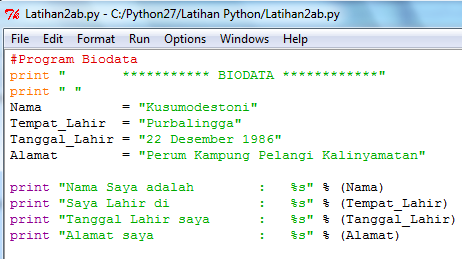 Latihan2ab.py - C:/Python27/Latihan Python/Latihan2ab.py
File Edit Format Run Options Windows Help
#Program Biodata
print "       *********** BIODATA ************"
print " "
Nama          = "Kusumodestoni"
Tempat_Lahir  = "Purbalingga"
Tanggal_Lahir = "22 Desember 1986"
Alamat        = "Perum Kampung Pelangi Kalinyamatan"
print "Nama Saya adalah        :   %s" % (Nama)
print "Saya Lahir di           :   %s" % (Tempat_Lahir)
print "Tanggal Lahir saya      :   %s" % (Tanggal_Lahir)
print "Alamat saya             :   %s" % (Alamat)